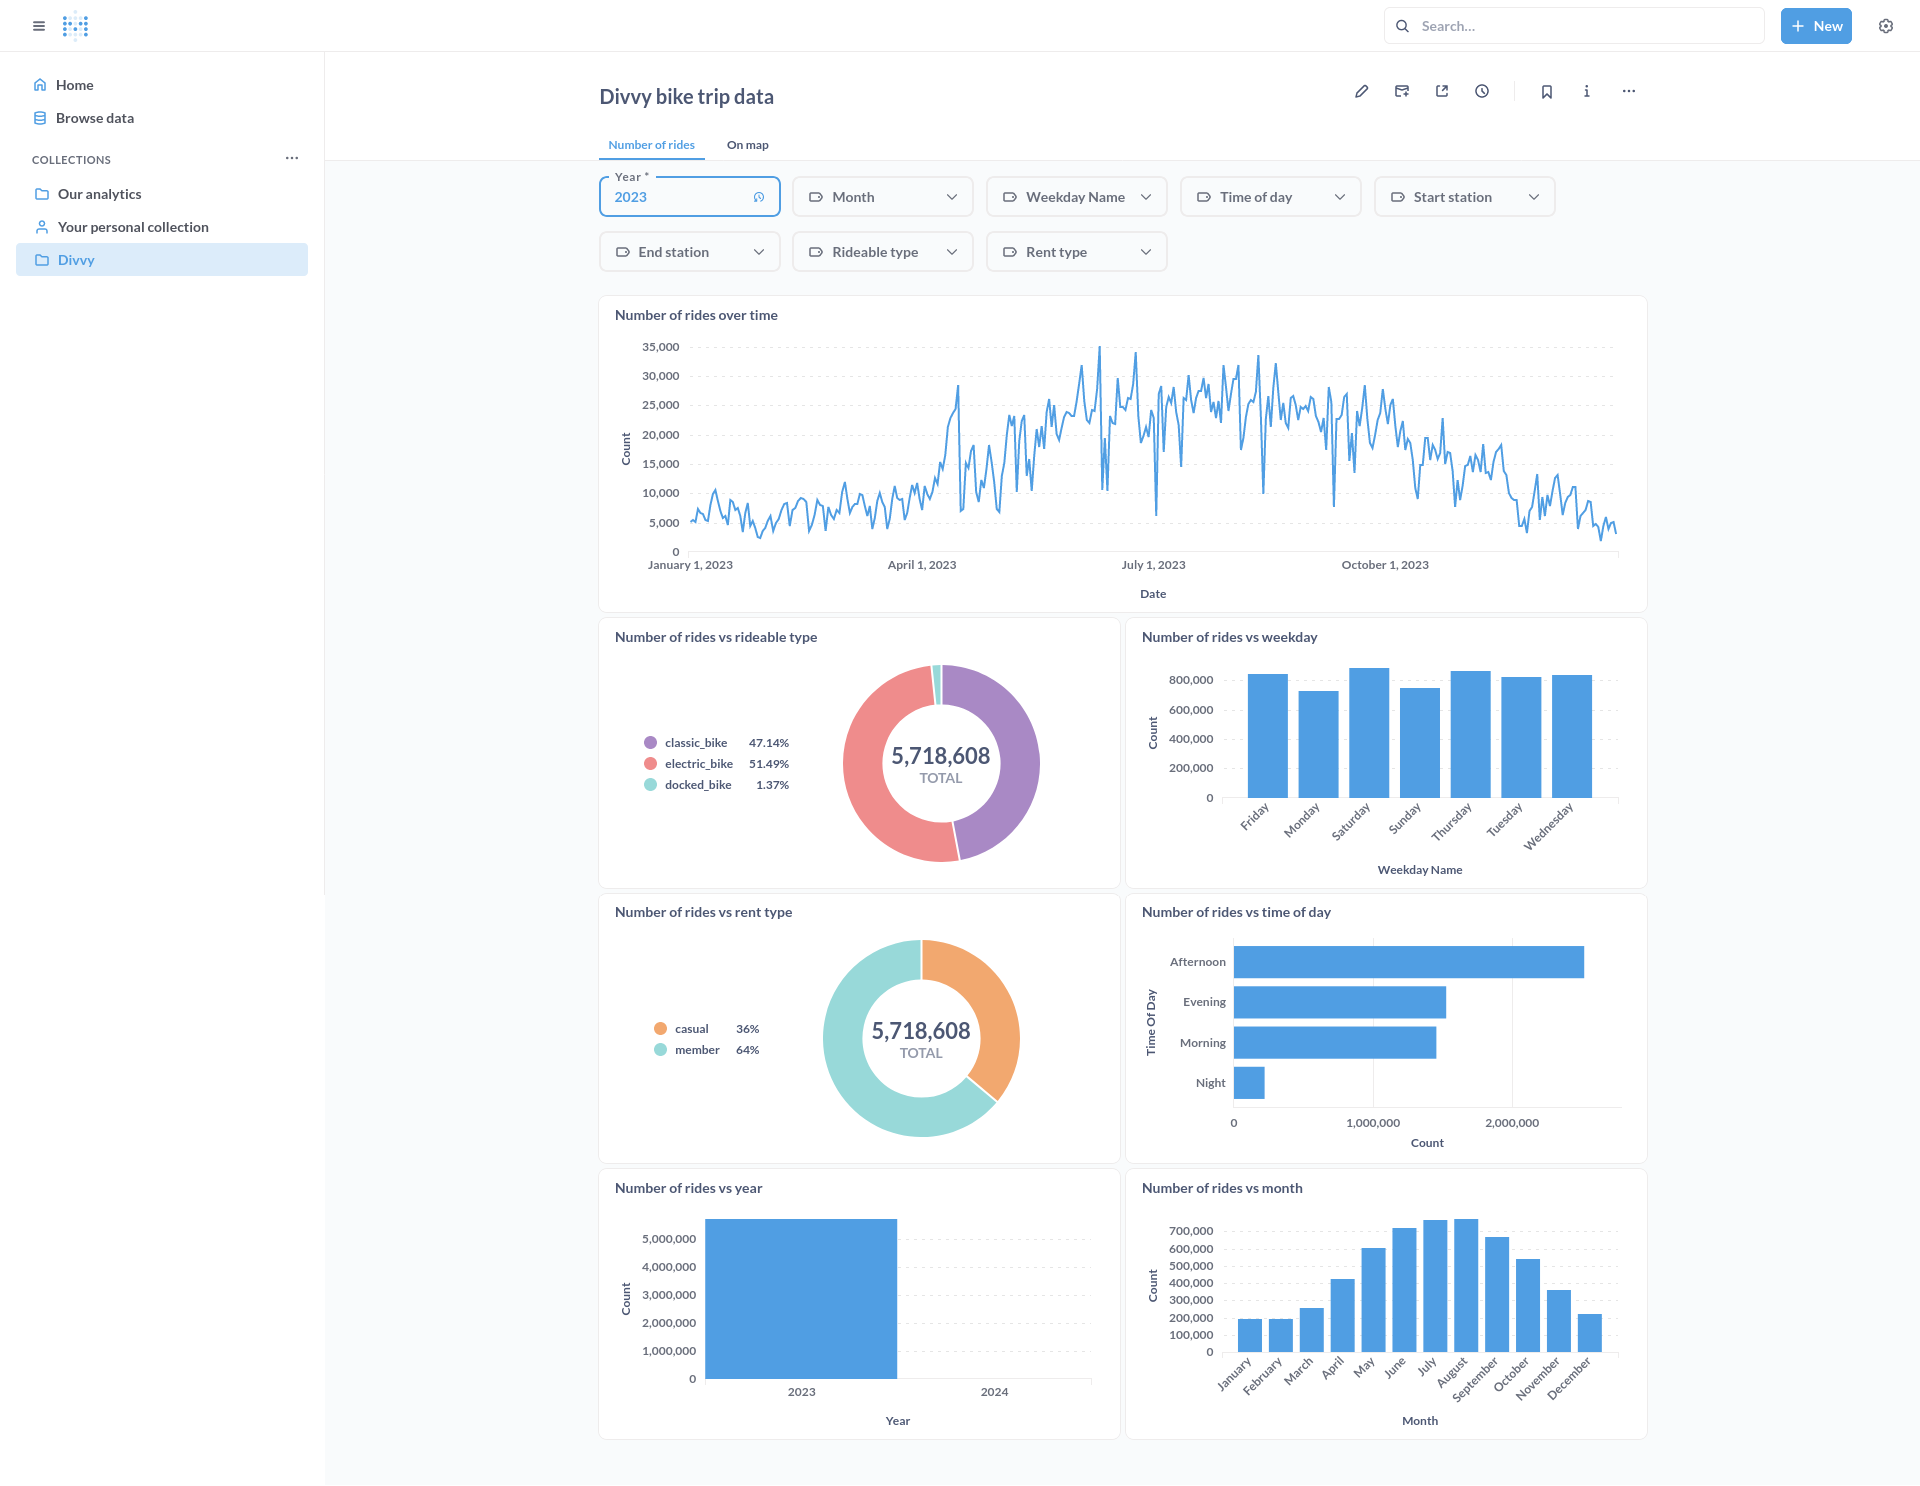 Search...
New
Home
Browse data
COLLECTIONS
Our analytics
Your personal collection
Divvy
Divvy bike trip data
Number of rides
On map
Year *
2023
Month
Weekday Name
Time of day
Start station
End station
Rideable type
Rent type
Number of rides over time
35,000
30,000
25,000
20,000
15,000
10,000
5,000
0
Count
January 1, 2023
April 1, 2023
July 1, 2023
October 1, 2023
Date
Number of rides vs rideable type
classic_bike 47.14%
electric_bike 51.49%
docked_bike 1.37%
5,718,608
TOTAL
Number of rides vs weekday
800,000
600,000
400,000
200,000
0
Count
Friday
Monday
Saturday
Sunday
Thursday
Tuesday
Wednesday
Weekday Name
Number of rides vs rent type
casual 36%
member 64%
5,718,608
TOTAL
Number of rides vs time of day
Time Of Day
Afternoon
Evening
Morning
Night
0
1,000,000
2,000,000
Count
Number of rides vs year
5,000,000
4,000,000
3,000,000
2,000,000
1,000,000
0
Count
2023
2024
Year
Number of rides vs month
700,000
600,000
500,000
400,000
300,000
200,000
100,000
0
Count
January
February
March
April
May
June
July
August
September
October
November
December
Month